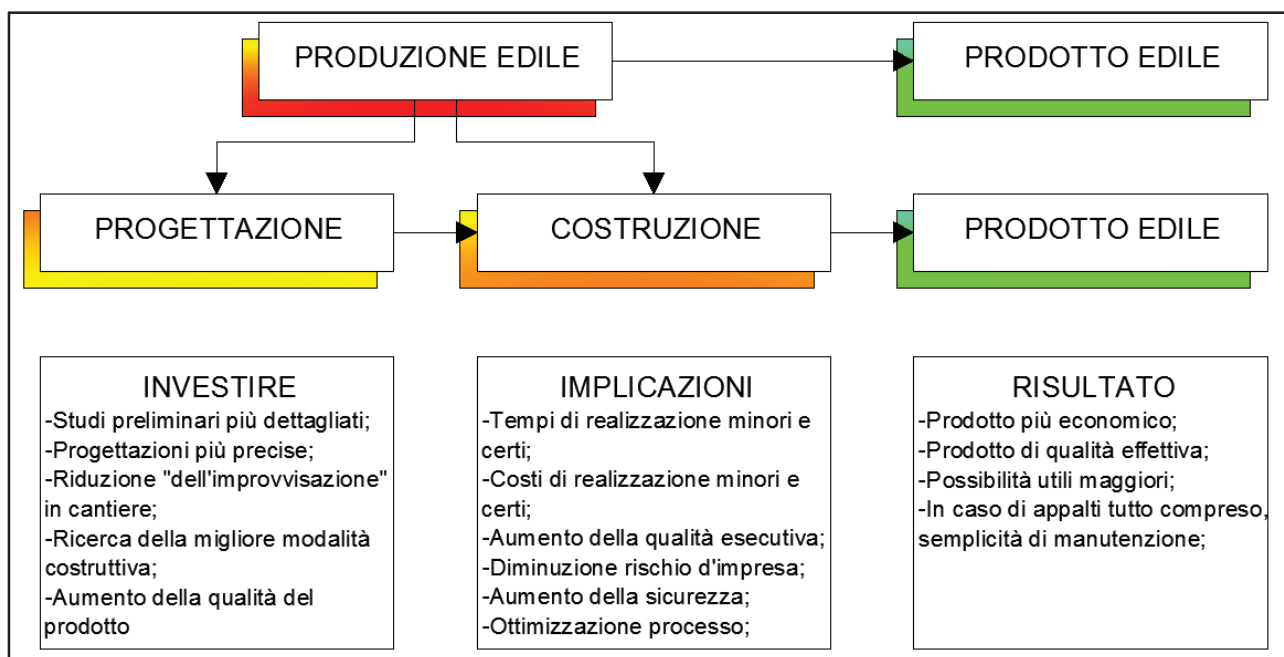 PRODUZIONE EDILE
PRODOTTO EDILE
PROGETTAZIONE
COSTRUZIONE
PRODOTTO EDILE
INVESTIRE
-Studi preliminari più dettagliati;
-Progettazioni più precise;
-Riduzione "dell'improvvisazione"
in cantiere;
-Ricerca della migliore modalità
costruttiva;
-Aumento della qualità del
prodotto
IMPLICAZIONI
-Tempi di realizzazione minori e
certi;
-Costi di realizzazione minori e
certi;
-Aumento della qualità esecutiva;
-Diminuzione rischio d'impresa;
-Aumento della sicurezza;
-Ottimizzazione processo;
RISULTATO
-Prodotto più economico;
-Prodotto di qualità effettiva;
-Possibilità utili maggiori;
-In caso di appalti tutto compreso,
semplicità di manutenzione;